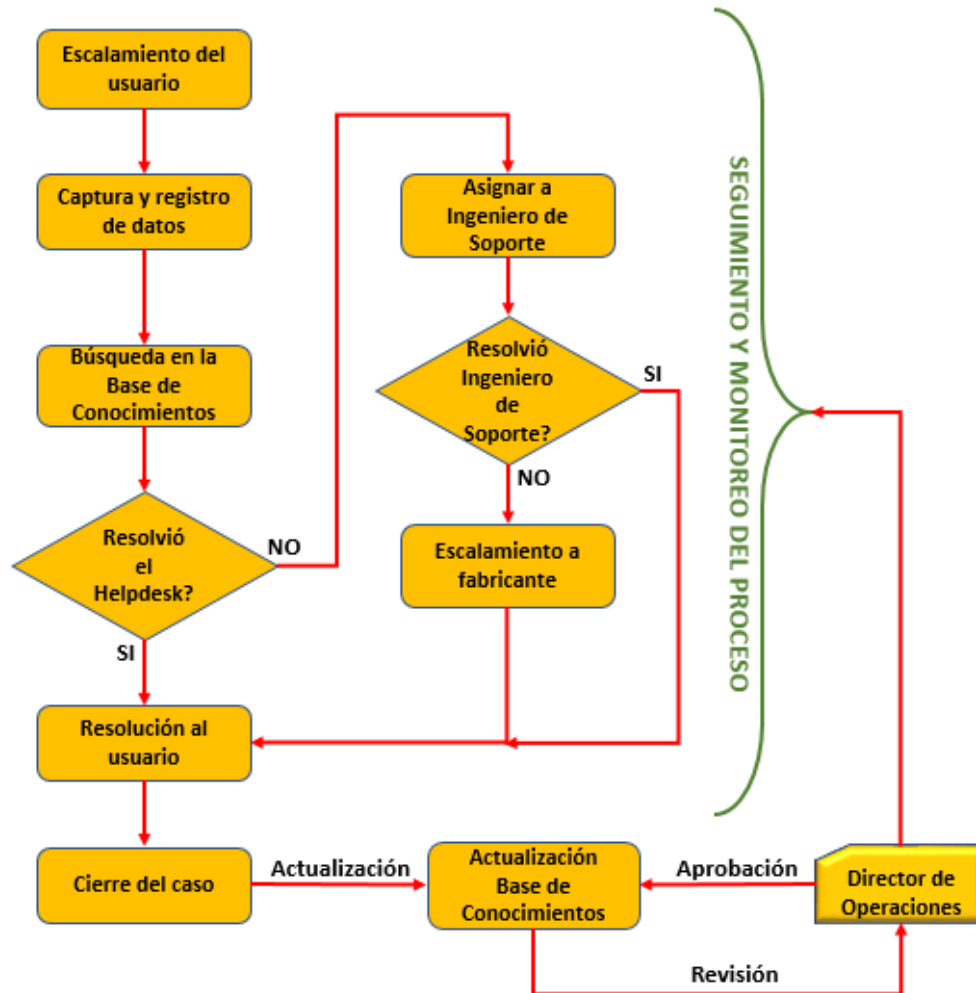 Escalamiento del
usuario
Captura y registro
de datos
Búsqueda en la
Base de
Conocimientos
Resolvió
el
Helpdesk?
NO
SI
Asignar a
Ingeniero de
Soporte
Resolvió
Ingeniero
de
Soporte?
SI
NO
Escalamiento a
fabricante
Resolución al
usuario
Cierre del caso
Actualización
Actualización
Base de
Conocimientos
Aprobación
Director de
Operaciones
Revisión
SEGUIMIENTO Y MONITOREO DEL PROCESO